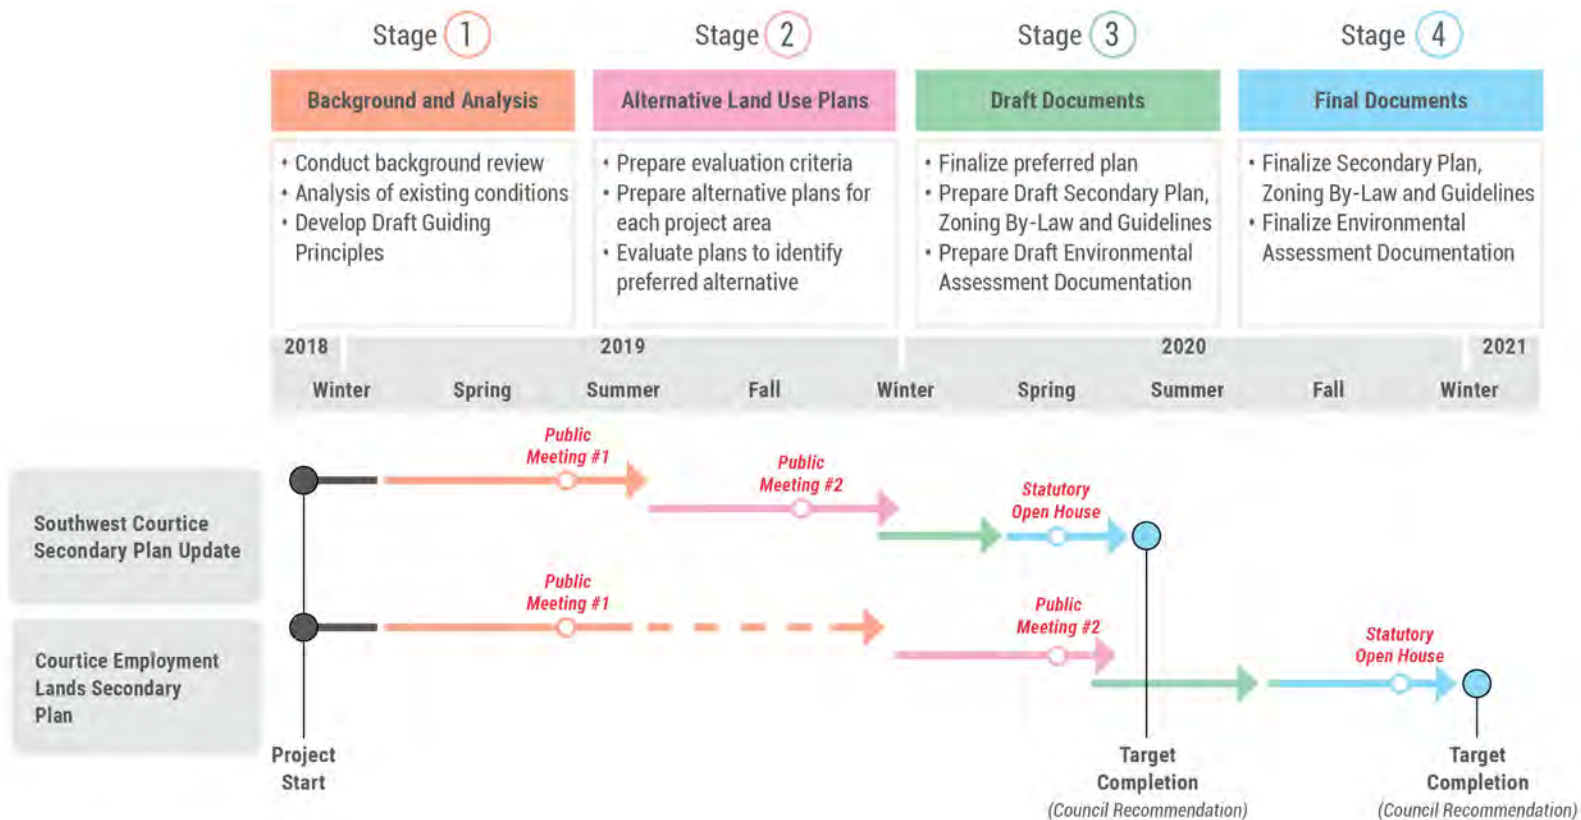 Stage 1
Stage 2
Stage 3
Stage 4
Background and Analysis
Alternative Land Use Plans
Draft Documents
Final Documents
• Conduct background review
• Analysis of existing conditions
• Develop Draft Guiding
Principles
• Prepare evaluation criteria
• Prepare alternative plans for
each project area
• Evaluate plans to identify
preferred alternative
• Finalize preferred plan
• Prepare Draft Secondary Plan,
Zoning By-Law and Guidelines
• Prepare Draft Environmental
Assessment Documentation
• Finalize Secondary Plan,
Zoning By-Law and Guidelines
• Finalize Environmental
Assessment Documentation
2018
2019
2020
2021
Winter
Spring
Summer
Fall
Winter
Spring
Summer
Fall
Winter
Southwest Courtice
Secondary Plan Update
Public
Meeting #1
Public
Meeting #2
Statutory
Open House
Courtice Employment
Lands Secondary
Plan
Public
Meeting #1
Public
Meeting #2
Statutory
Open House
Project
Start
Target
Completion
(Council Recommendation)
Target
Completion
(Council Recommendation)